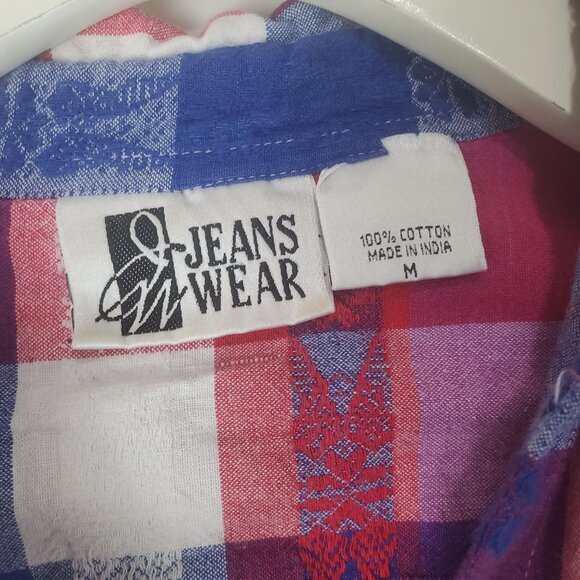 JEANS
WEAR
100% COTTON
MADE IN INDIA
M